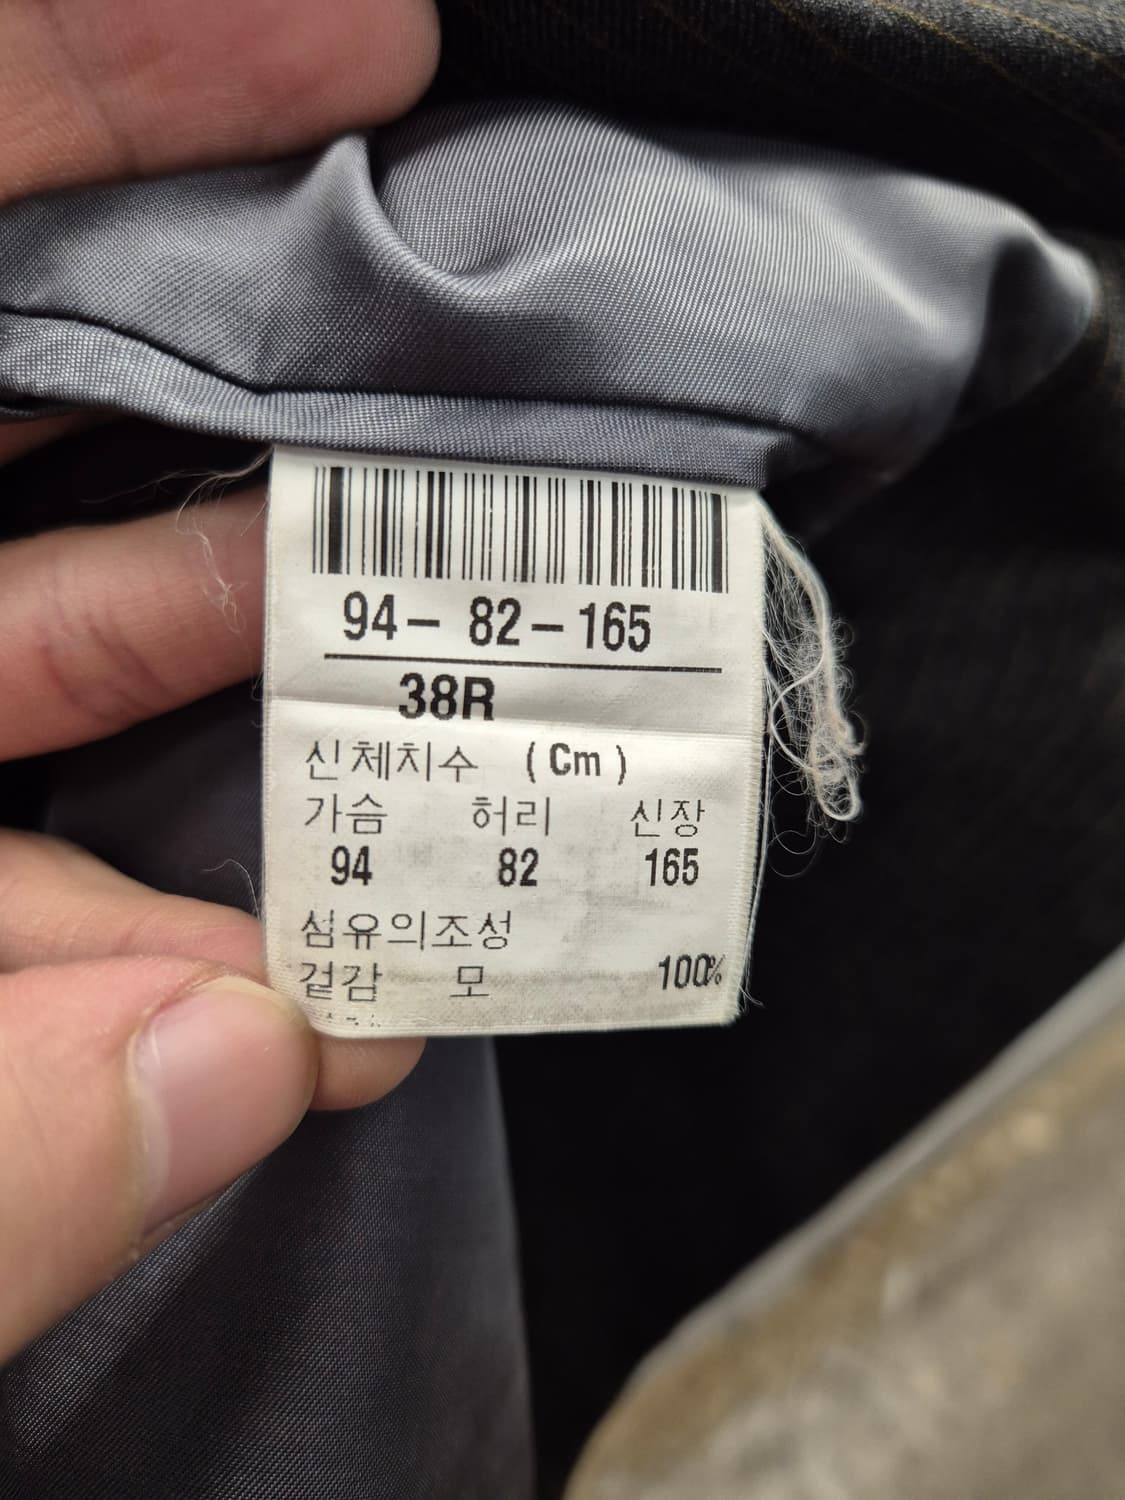 94- 82-165
38R
신체치수 (Cm)
가슴 허리 신장
94 82 165
섬유의조성
겉감 모 100%